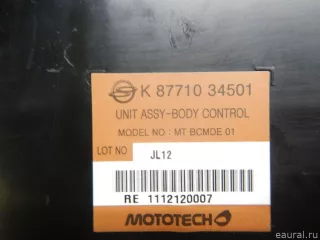 K 87710 34501
UNIT ASSY-BODY CONTROL
MODEL NO : MT BCMDE 01
LOT NO
JL12
RE 1112120007
MOTOTECH
© eaural.ru